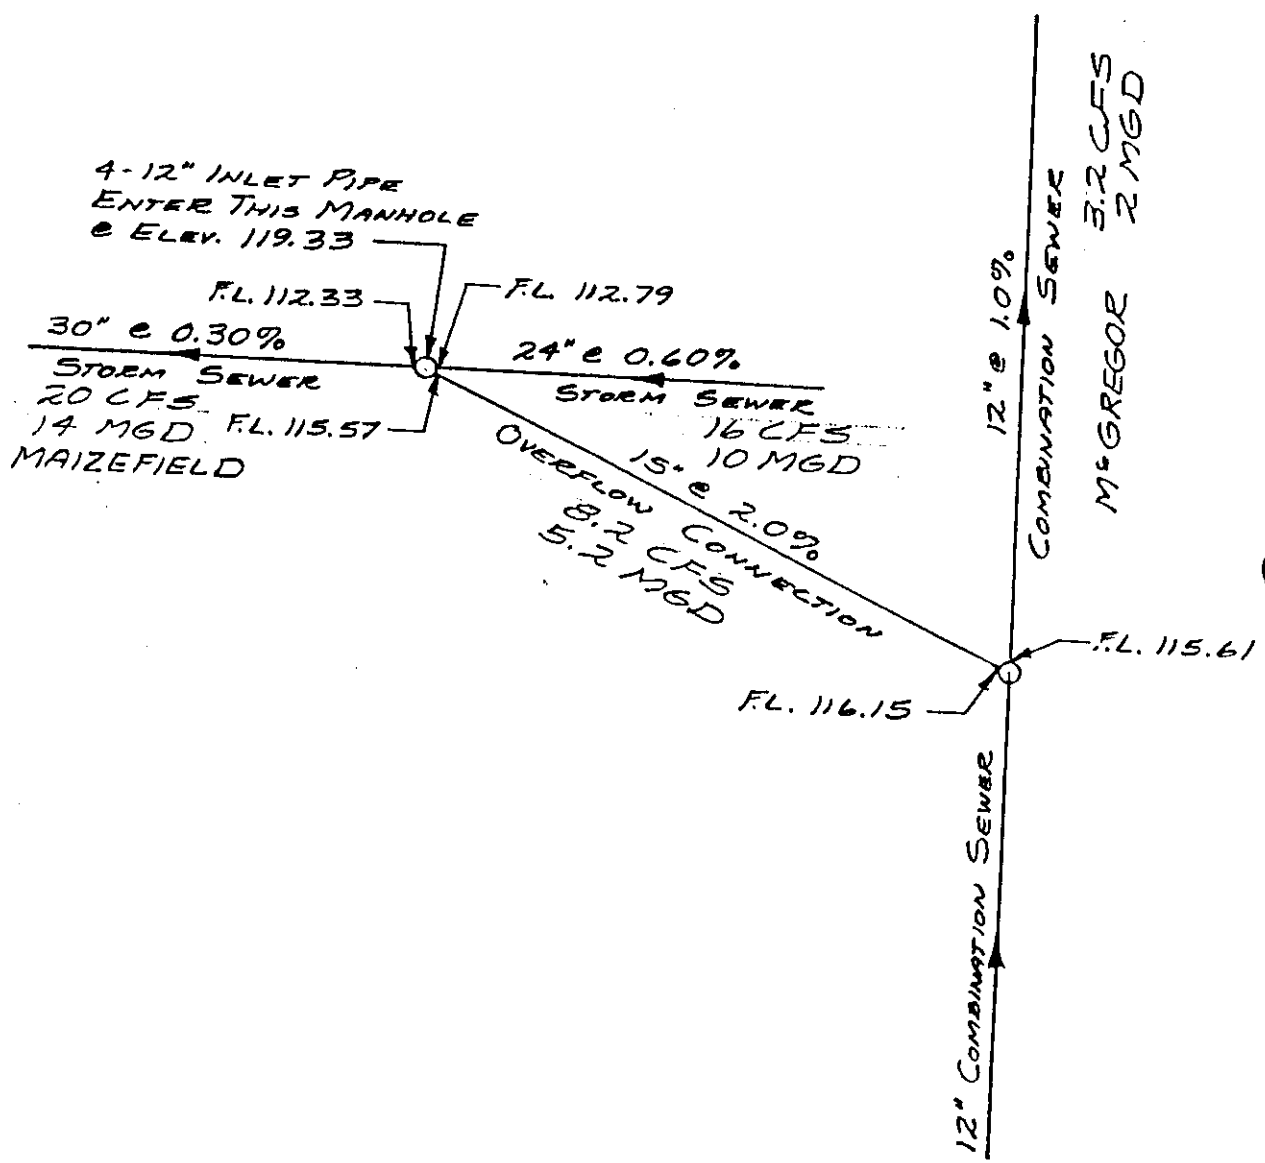 4-12" INLET PIPE
ENTER THIS MANHOLE
@ ELEV. 119.33
F.L. 112.33
F.L. 112.79
30" @ 0.30%
STORM SEWER
20 CFS
14 MGD
MAIZEFIELD
F.L. 115.57
24" @ 0.60%
STORM SEWER
16 CFS
10 MGD
15" @ 2.0%
OVERFLOW CONNECTION
8.2 CFS
5.2 MGD
12" @ 1.0%
COMBINATION SEWER
McGREGOR 3.2 CFS
2 MGD
F.L. 115.61
F.L. 116.15
12" COMBINATION SEWER